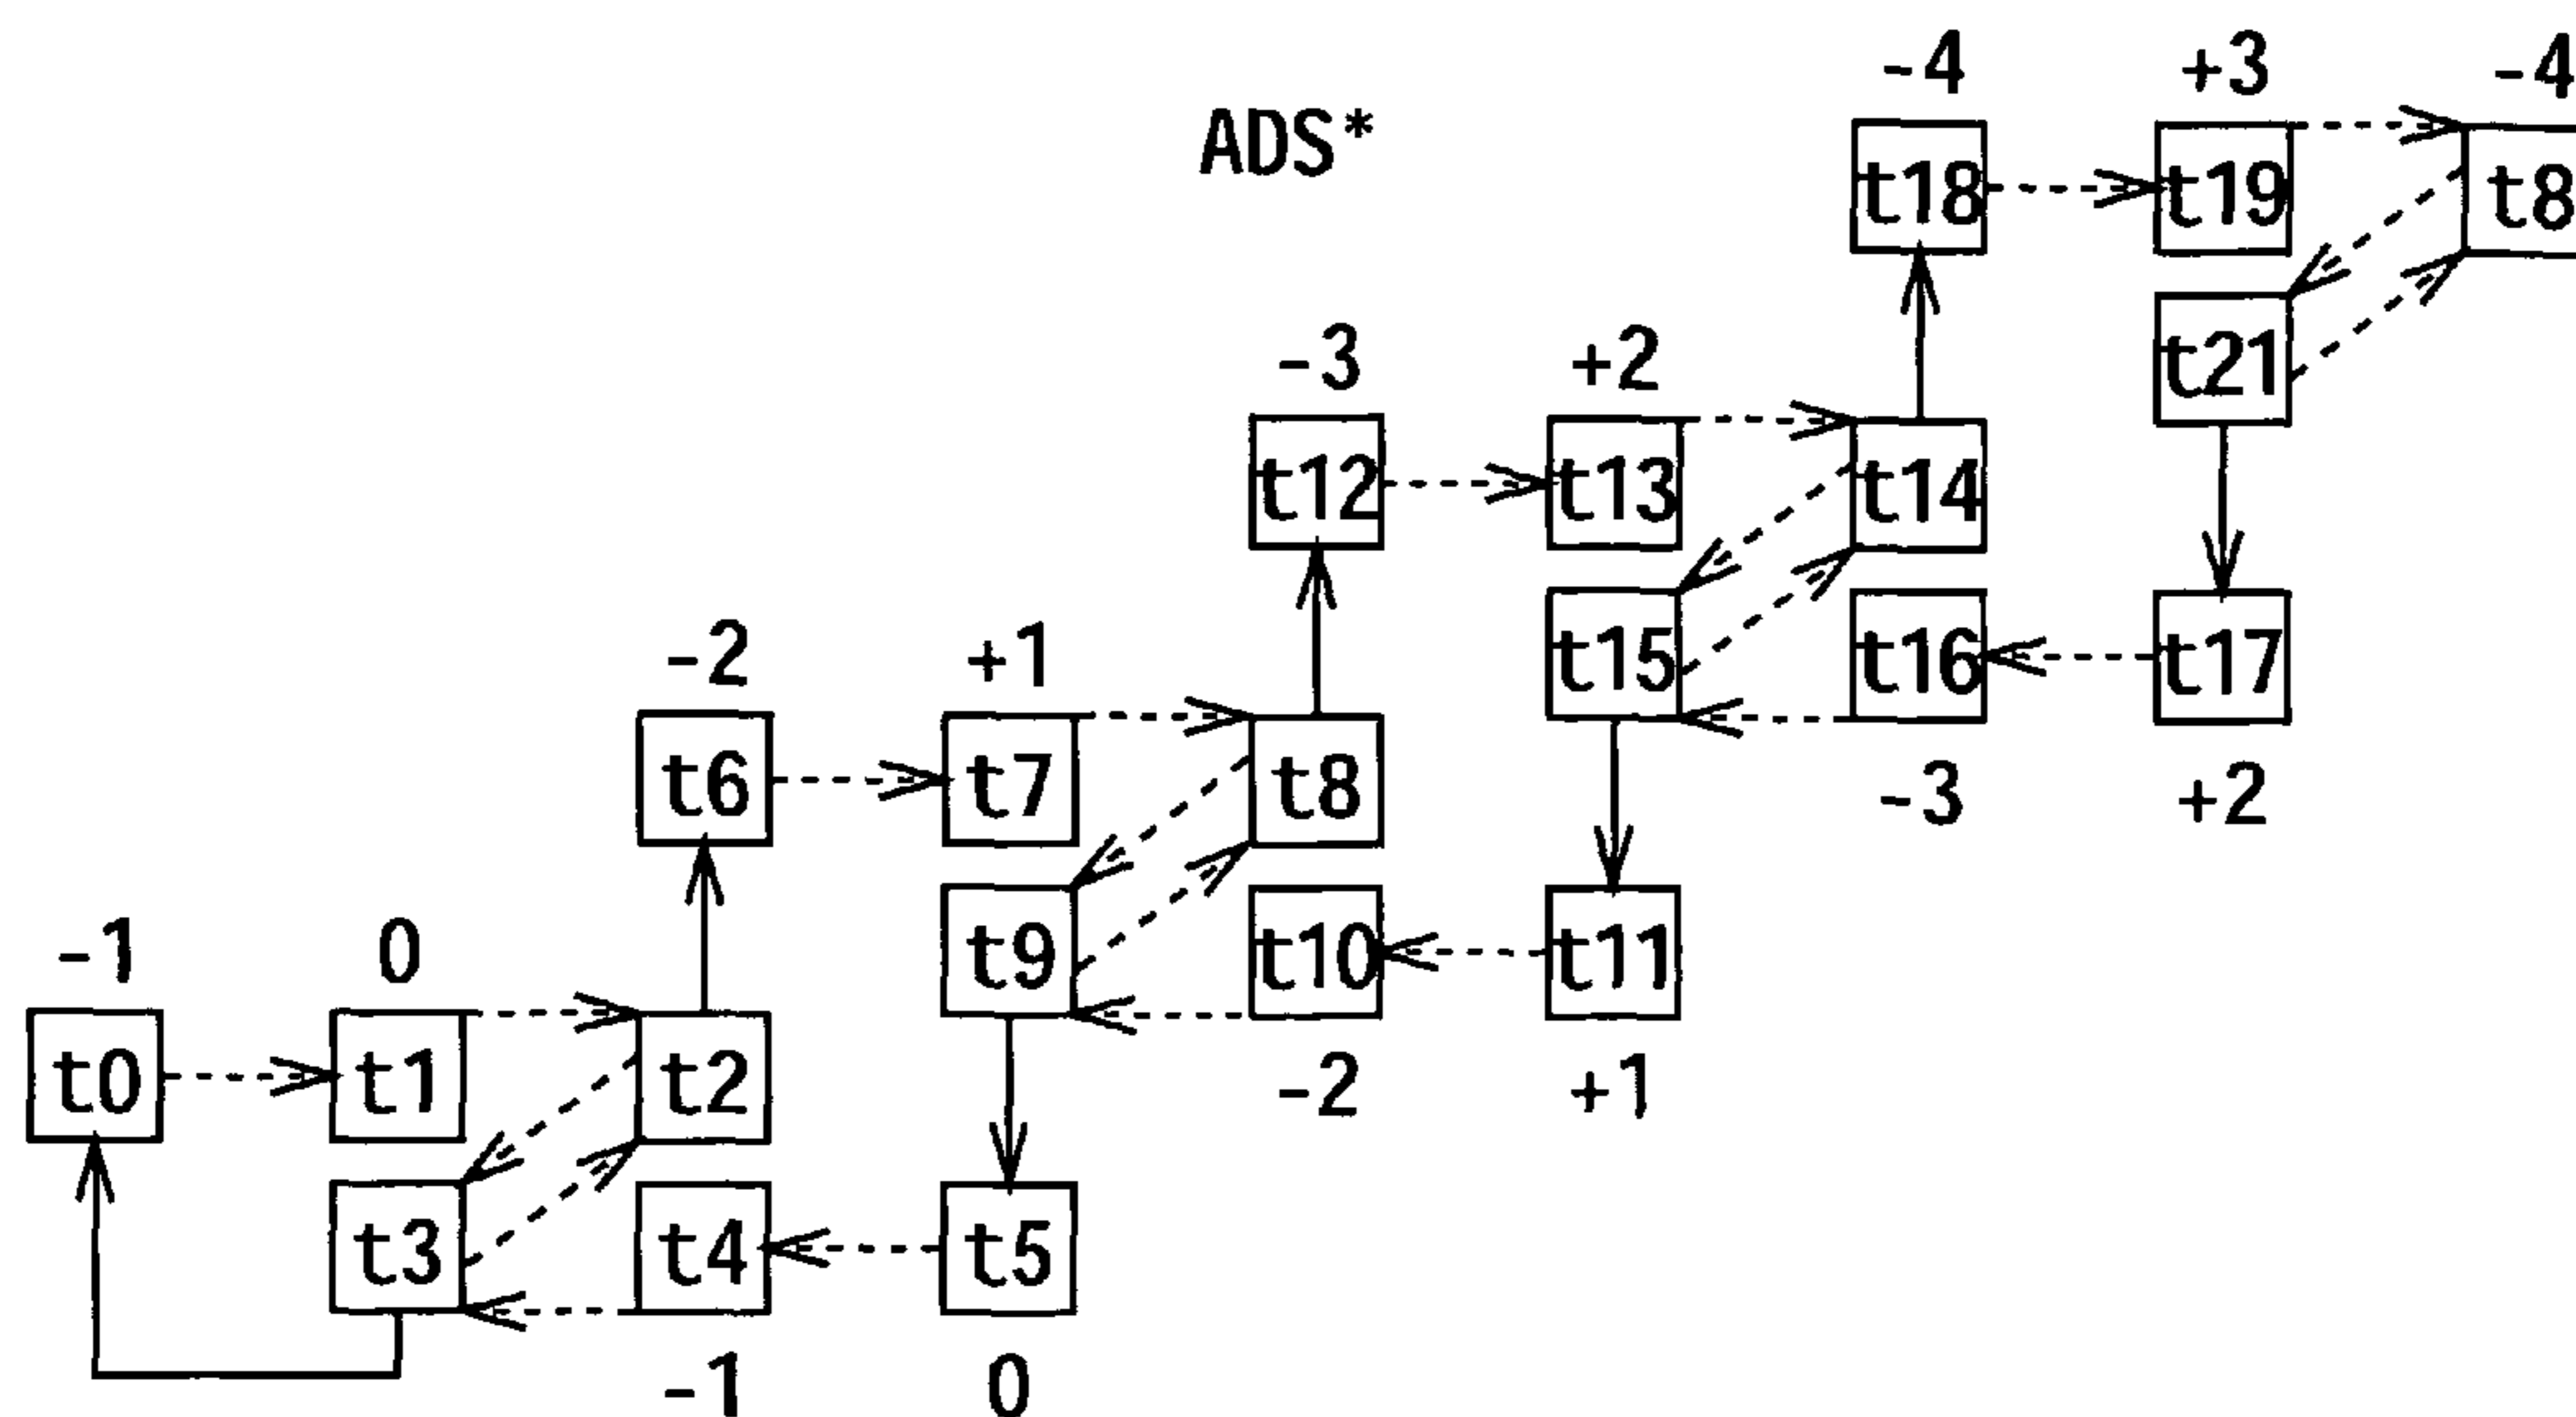 -4 +3 -4
ADS*
t18 t19 t8
t21
-3 +2
t12 t13 t14
t15 t16 t17
-2 +1
-3 +2
t6 t7 t8
t9 t10 t11
-1 0
t0 t1 t2
-2 +1
t3 t4 t5
-1 0